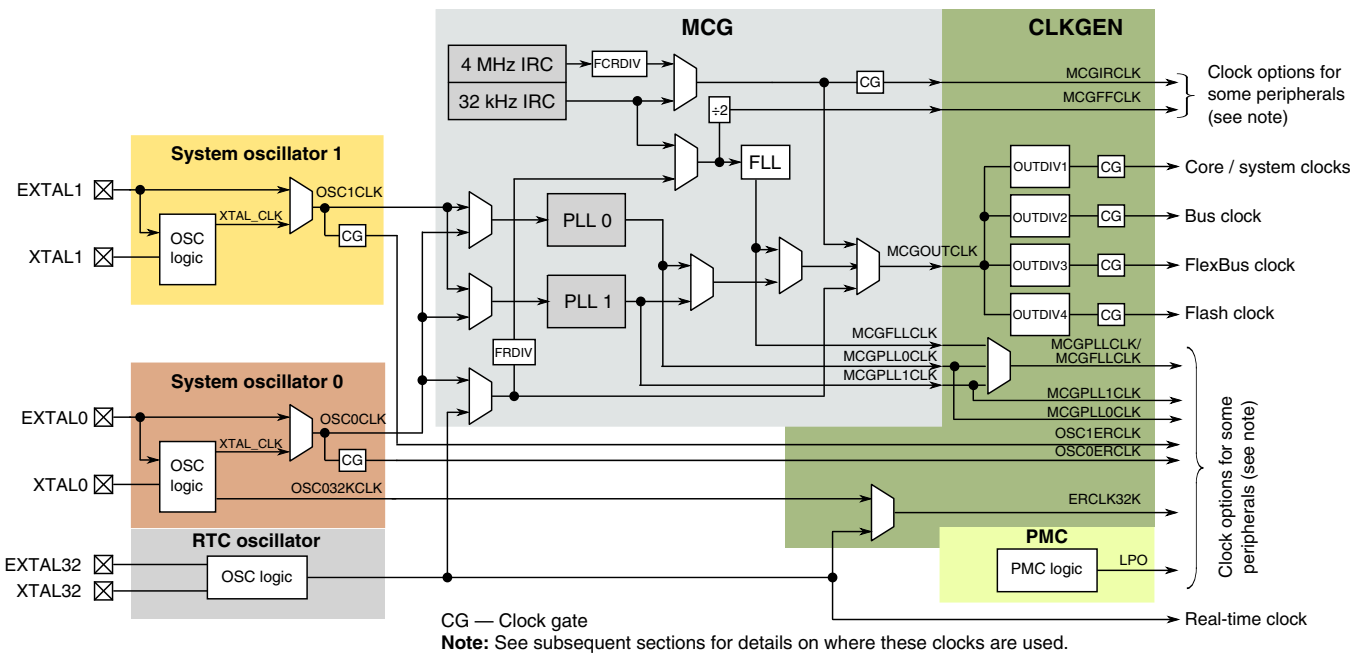 MCG
CLKGEN
4 MHz IRC
FCRDIV
32 kHz IRC
CG
÷2
FLL
MCGIRCLK
MCGFFCLK
Clock options for
some peripherals
(see note)
System oscillator 1
EXTAL1
XTAL1
OSC
logic
XTAL_CLK
OSC1CLK
CG
PLL 0
PLL 1
FRDIV
MCGOUTCLK
OUTDIV1
CG
Core / system clocks
OUTDIV2
CG
Bus clock
OUTDIV3
CG
FlexBus clock
OUTDIV4
CG
Flash clock
MCGFLLCLK
MCGPLL0CLK
MCGPLL1CLK
MCGPLLCLK/
MCGFLLCLK
MCGPLL1CLK
MCGPLL0CLK
OSC1ERCLK
OSC0ERCLK
System oscillator 0
EXTAL0
XTAL0
OSC
logic
XTAL_CLK
OSC0CLK
CG
OSC032KCLK
ERCLK32K
Clock options for some
peripherals (see note)
RTC oscillator
EXTAL32
XTAL32
OSC logic
PMC
PMC logic
LPO
Real-time clock
CG — Clock gate
Note: See subsequent sections for details on where these clocks are used.